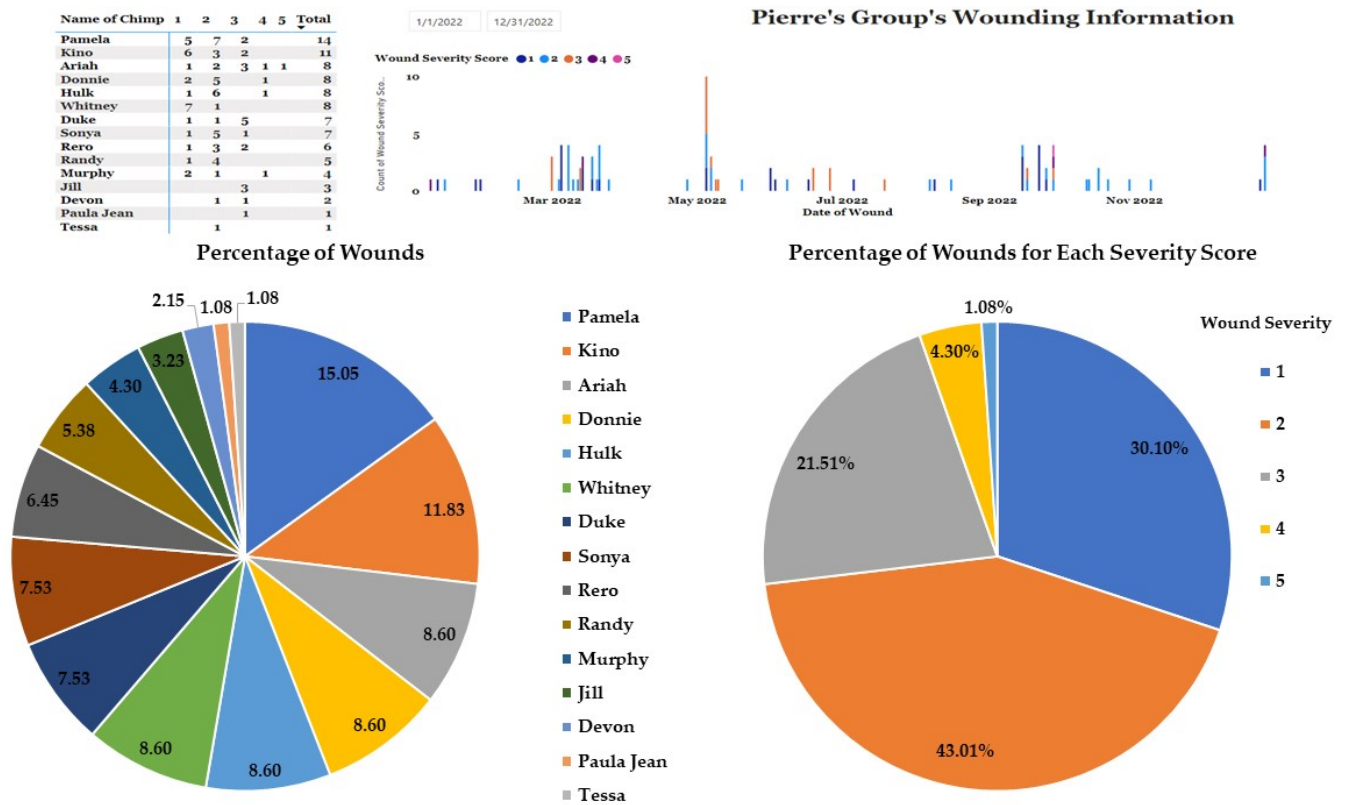 Name of Chimp 1 2 3 4 5 Total
Pamela 5 7 2 14
Kino 6 3 2 11
Ariah 1 2 3 1 1 8
Donnie 2 5 1 8
Hulk 1 6 1 8
Whitney 7 1 8
Duke 1 1 5 7
Sonya 1 5 1 7
Rero 1 3 2 6
Randy 1 4 5
Murphy 2 1 1 4
Jill 3 3
Devon 1 1 2
Paula Jean 1 1
Tessa 1 1
1/1/2022 12/31/2022
Pierre's Group's Wounding Information
Wound Severity Score 1 2 3 4 5
Count of Wound Severity Sco...
10
5
0
Mar 2022 May 2022 Jul 2022 Sep 2022 Nov 2022
Date of Wound
Percentage of Wounds
2.15 1.08 1.08
3.23
4.30
5.38
6.45
7.53
7.53
8.60
8.60
8.60
8.60
11.83
15.05
Pamela
Kino
Ariah
Donnie
Hulk
Whitney
Duke
Sonya
Rero
Randy
Murphy
Jill
Devon
Paula Jean
Tessa
Percentage of Wounds for Each Severity Score
1.08%
4.30%
21.51%
30.10%
43.01%
Wound Severity
1
2
3
4
5